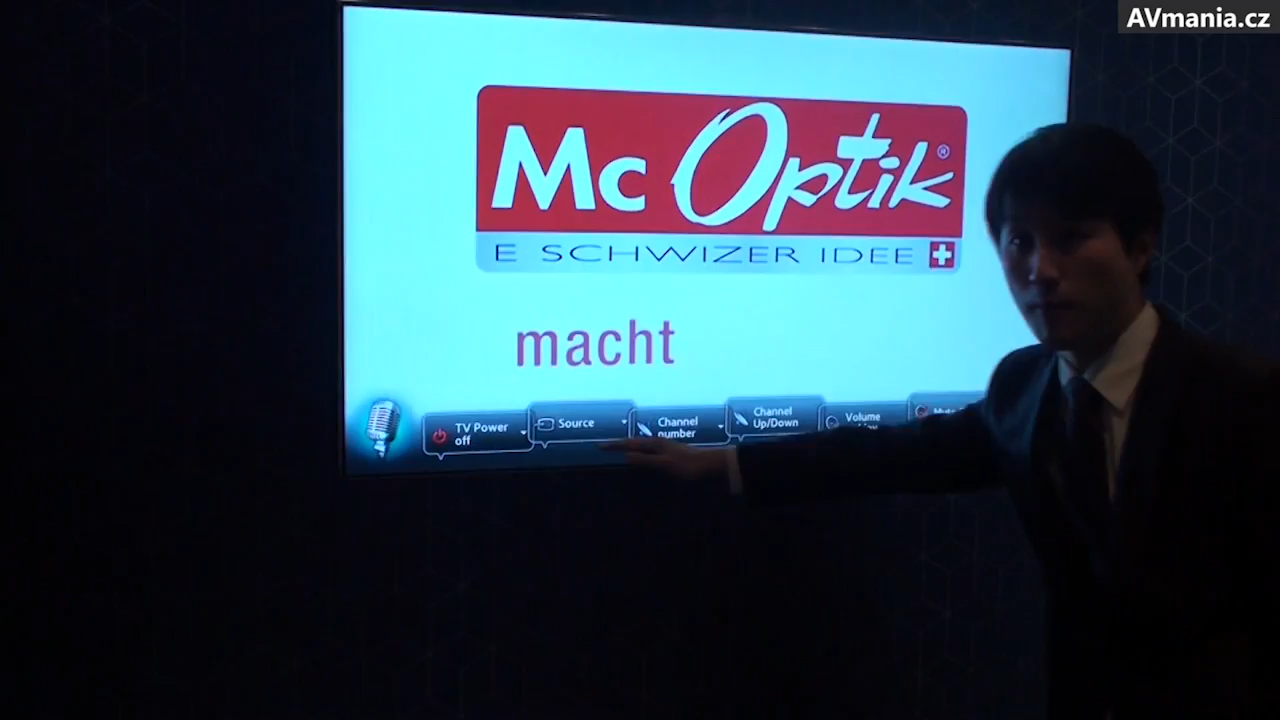 AVmania.cz
Mc Optik®
E SCHWIZER IDEE
macht
TV Power
off
Source
Channel
number
Channel
Up/Down
Volume